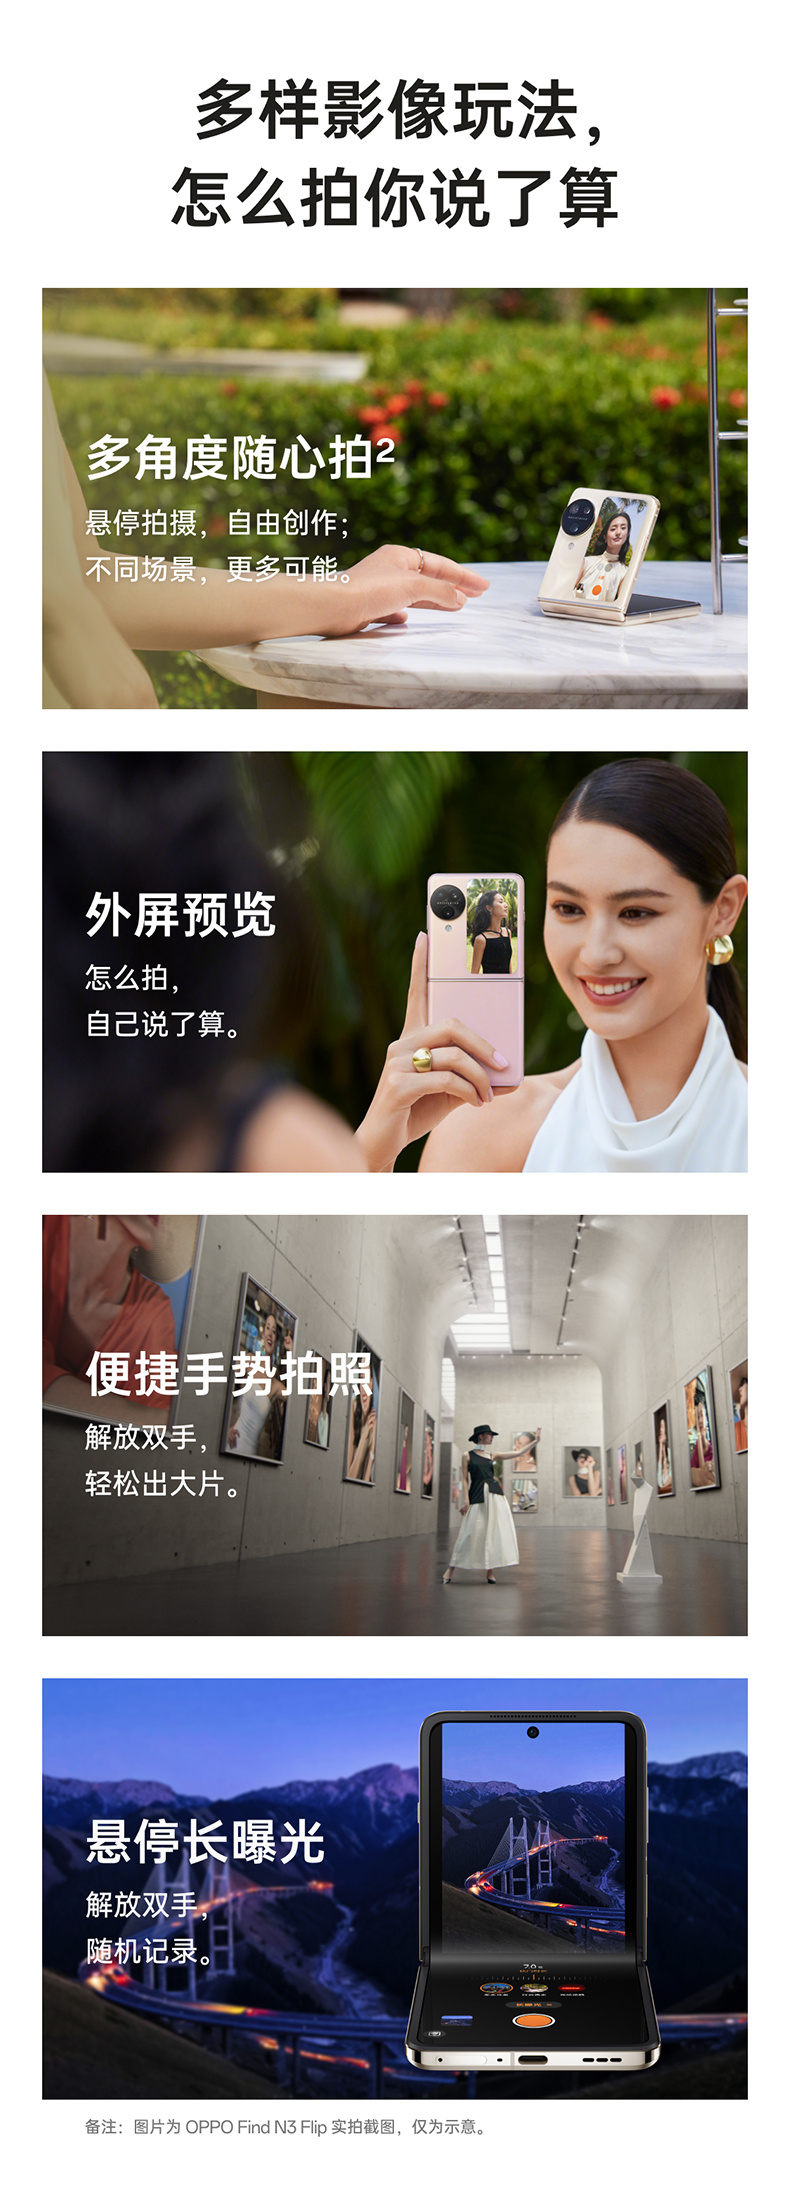 多样影像玩法，
怎么拍你说了算
多角度随心拍²
悬停拍摄，自由创作；
不同场景，更多可能。
外屏预览
怎么拍，
自己说了算。
便捷手势拍照
解放双手，
轻松出大片。
悬停长曝光
解放双手，
随机记录。
备注：图片为 OPPO Find N3 Flip 实拍截图，仅为示意。